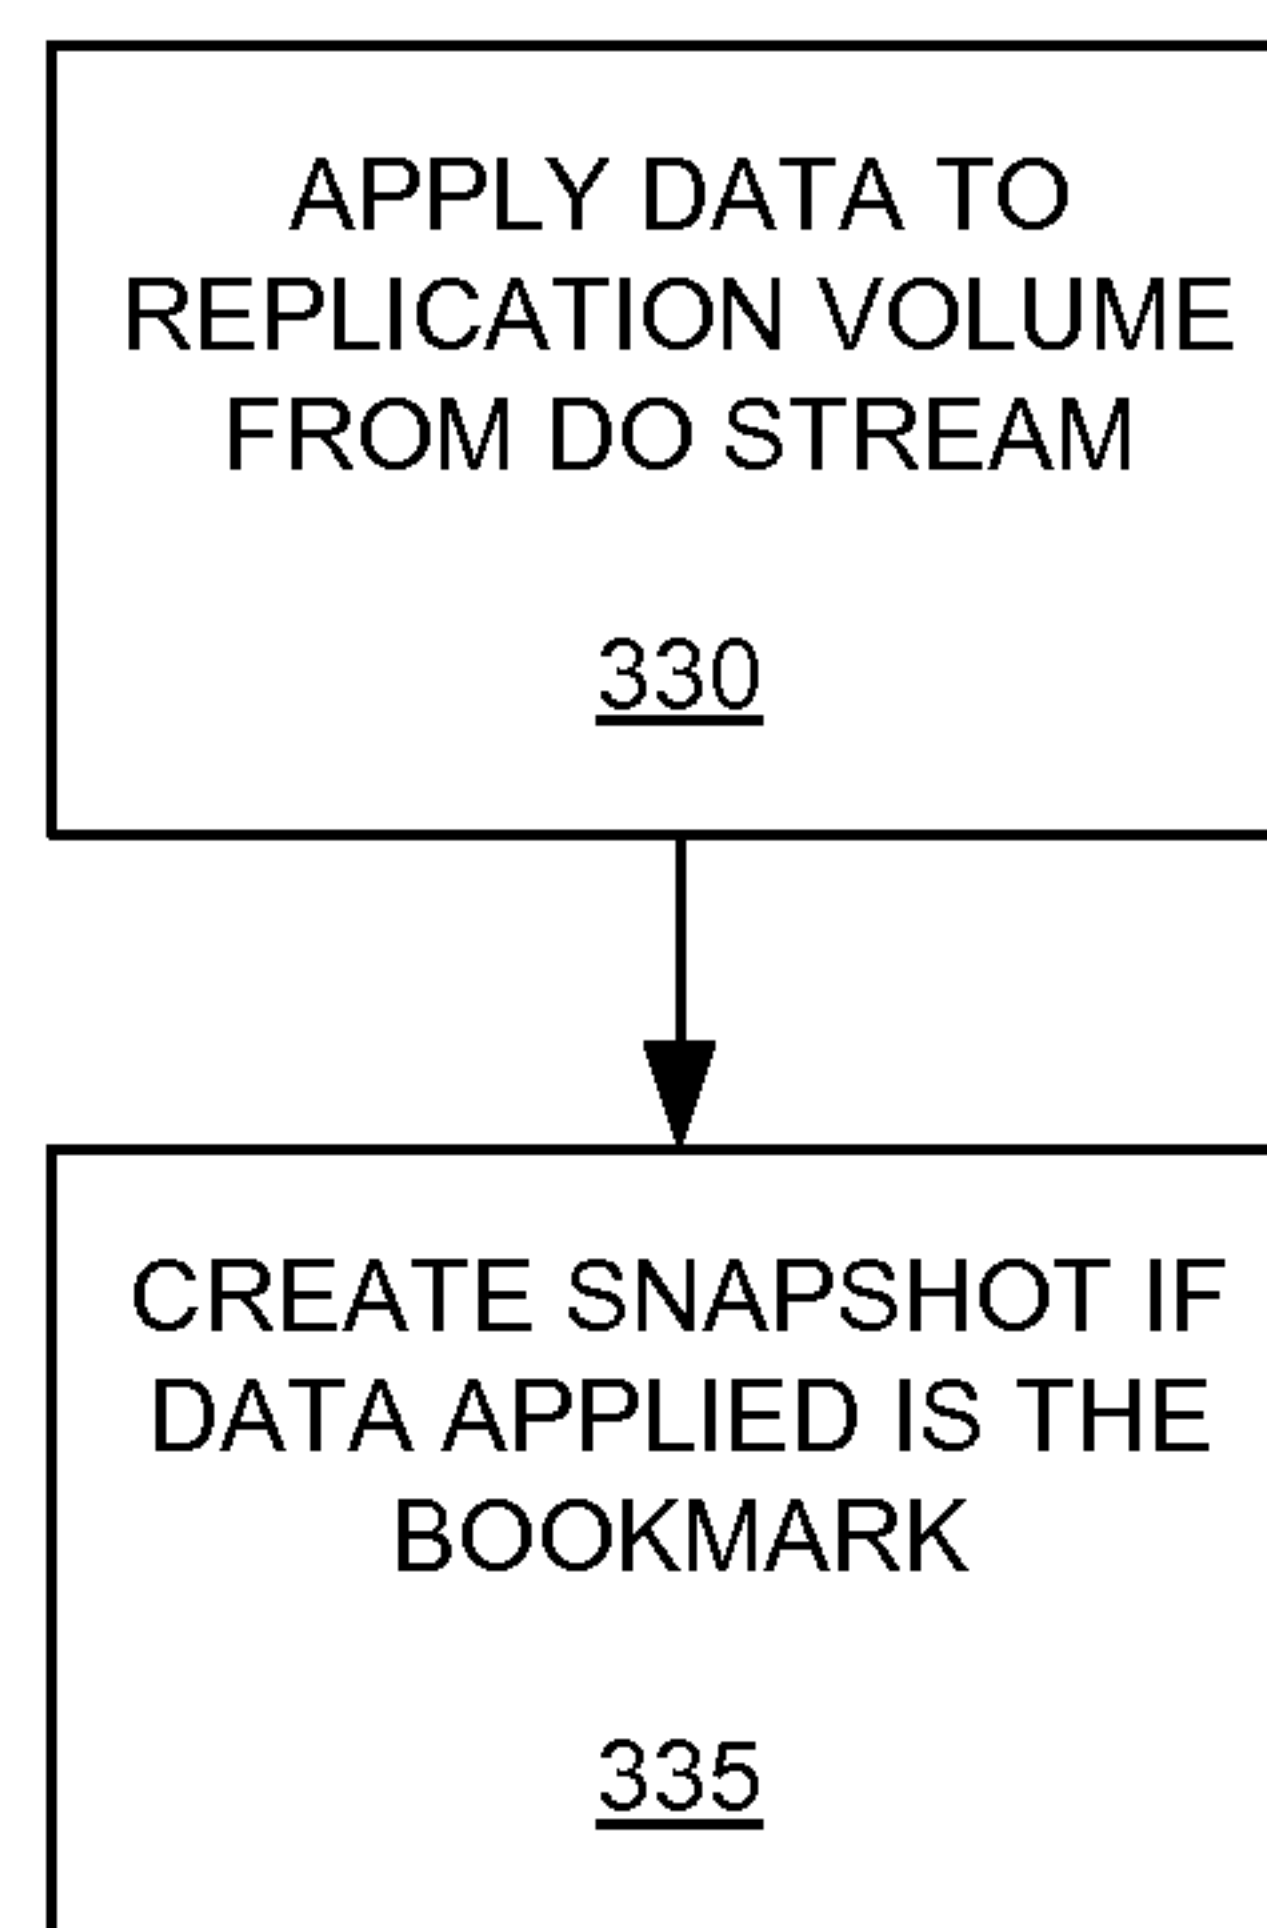 APPLY DATA TO
REPLICATION VOLUME
FROM DO STREAM
330
CREATE SNAPSHOT IF
DATA APPLIED IS THE
BOOKMARK
335